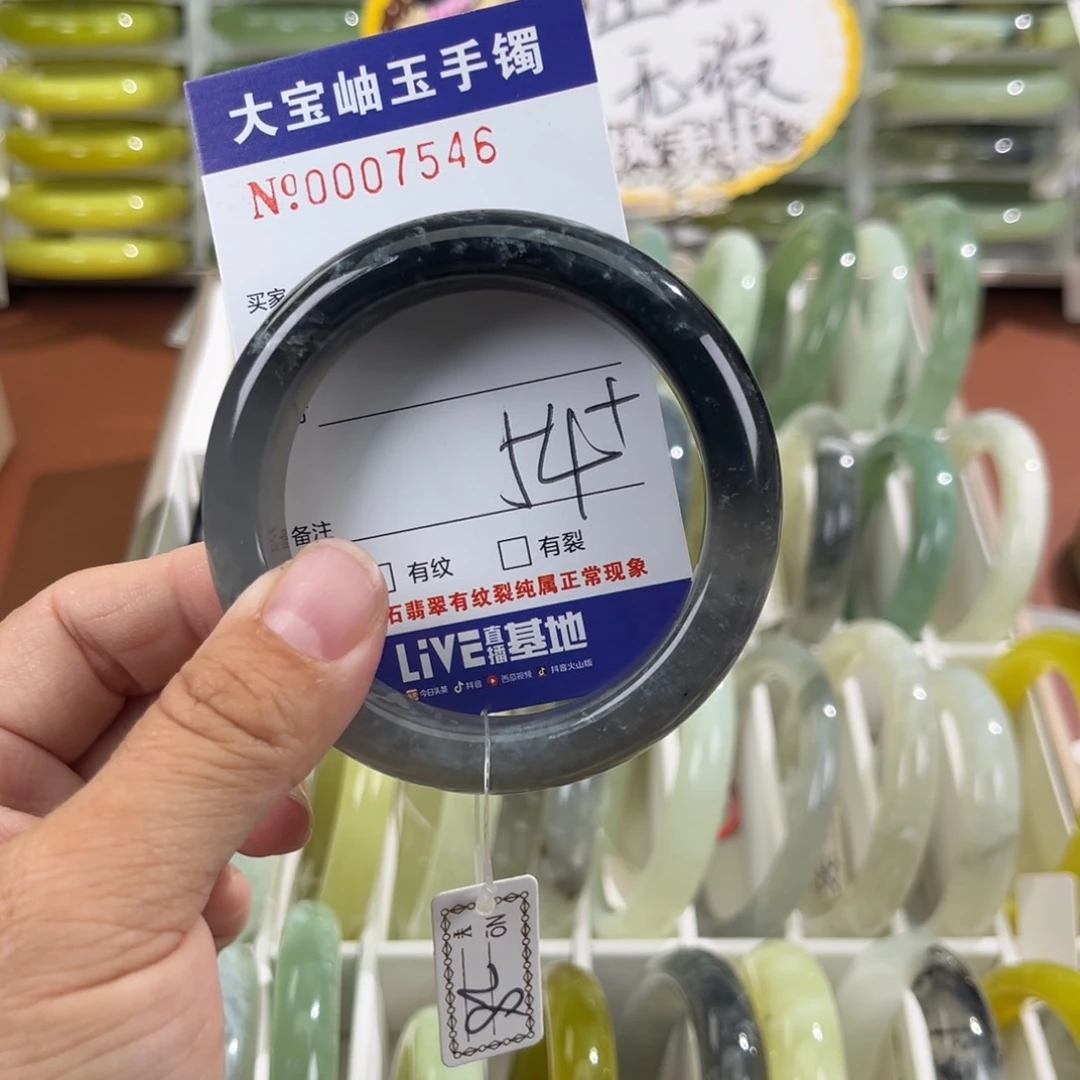 大宝岫玉手镯
№0007546
买家
54+
备注
有纹 □ 有裂
石翡翠有纹裂纯属正常现象
LiVE直播基地
今日头条 抖音 西瓜视频 抖音火山版
NO